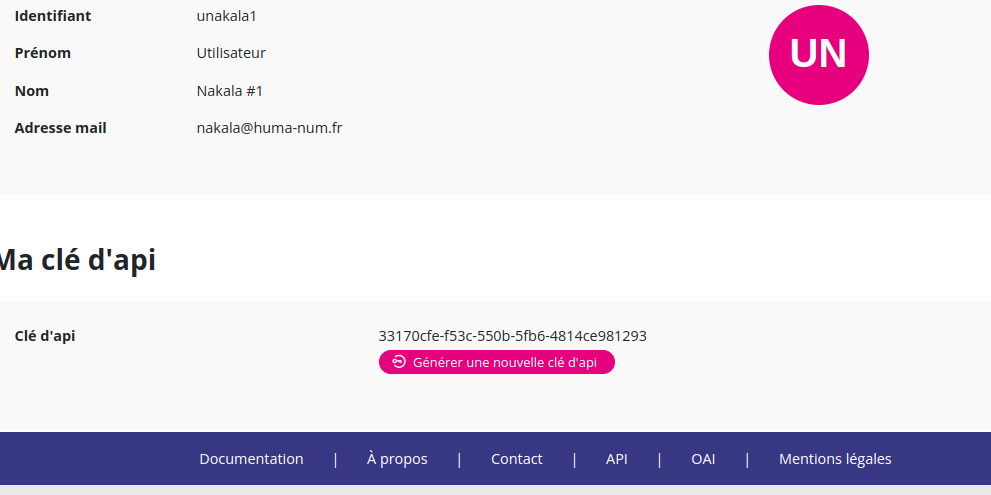 Identifiant unakala1
UN
Prénom Utilisateur
Nom Nakala #1
Adresse mail nakala@huma-num.fr
Ma clé d'api
Clé d'api 33170cfe-f53c-550b-5fb6-4814ce981293
Générer une nouvelle clé d'api
Documentation | À propos | Contact | API | OAI | Mentions légales